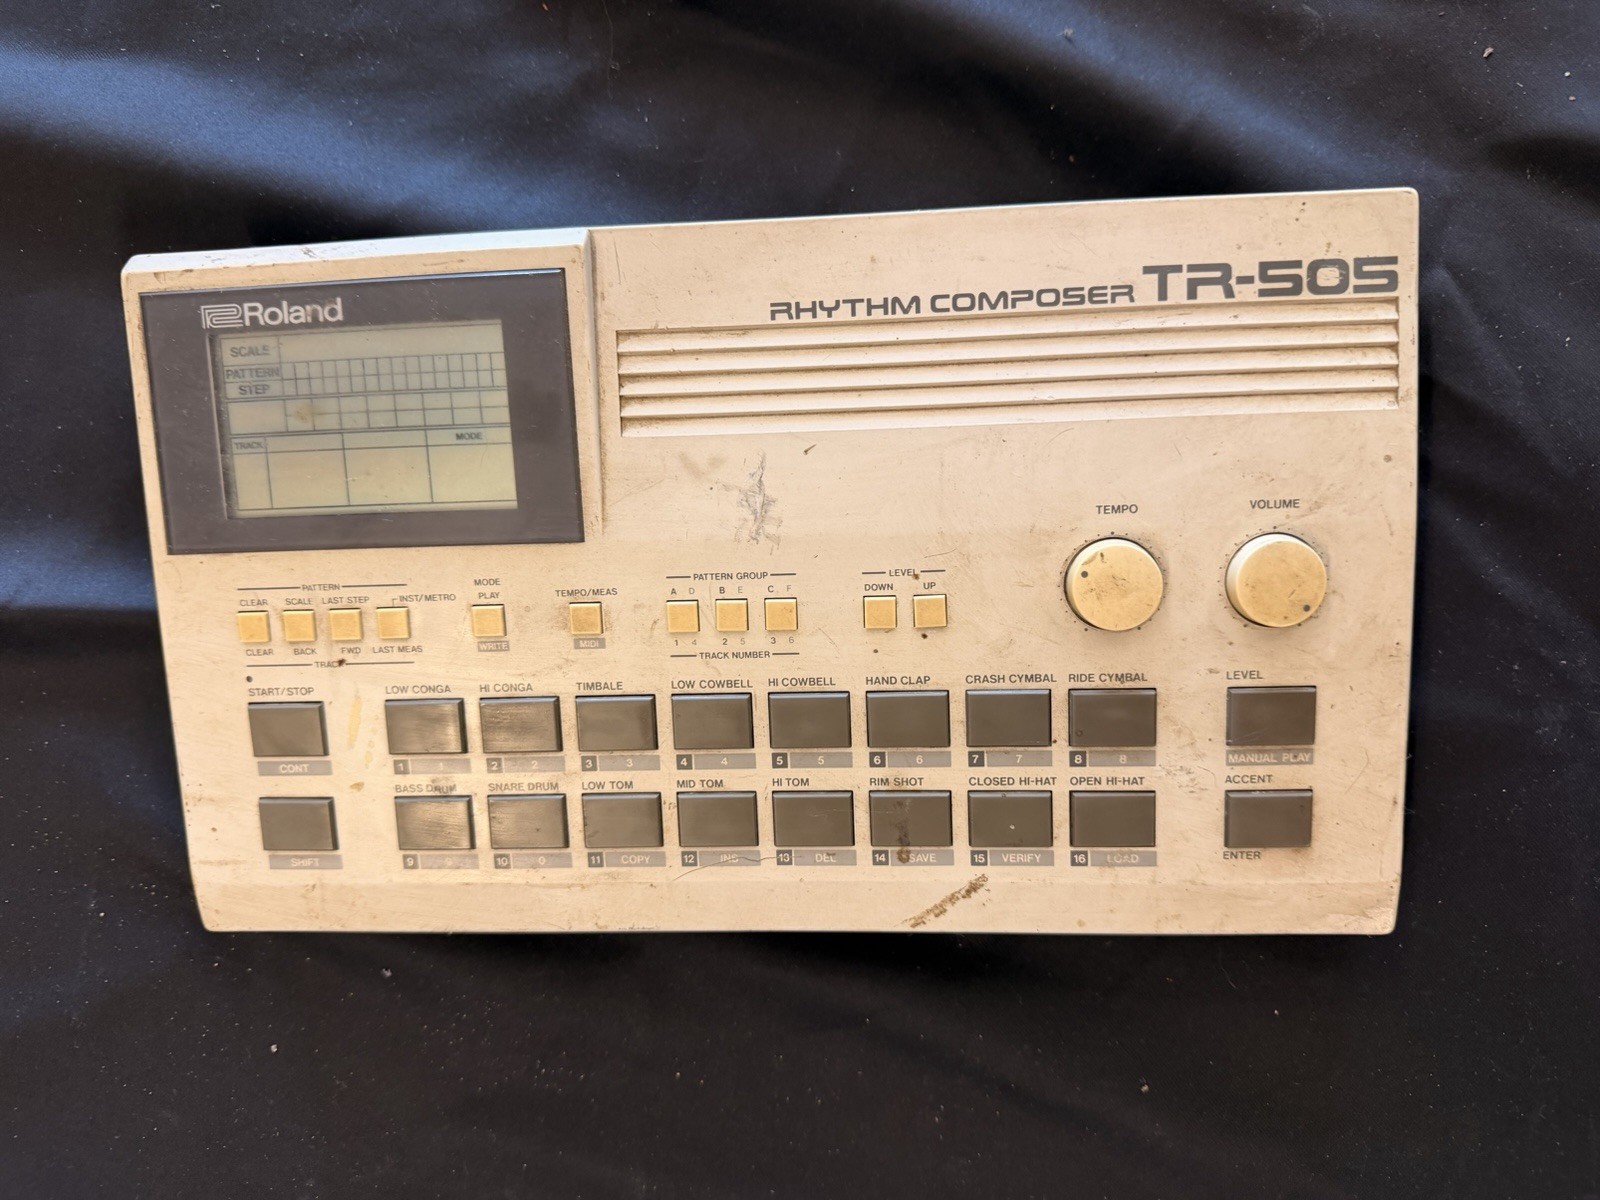 Roland
RHYTHM COMPOSER TR-505
SCALE
PATTERN
STEP
TRACK MODE
TEMPO VOLUME
PATTERN
CLEAR SCALE LAST STEP INST/METRO
CLEAR BACK FWD LAST MEAS
TRACK
MODE
PLAY
WRITE
TEMPO/MEAS
MIDI
PATTERN GROUP
A D B E C F
1 4 2 5 3 6
TRACK NUMBER
LEVEL
DOWN UP
START/STOP LOW CONGA HI CONGA TIMBALE LOW COWBELL HI COWBELL HAND CLAP CRASH CYMBAL RIDE CYMBAL LEVEL
CONT 1 1 2 2 3 3 4 4 5 5 6 6 7 7 8 8 MANUAL PLAY
BASS DRUM SNARE DRUM LOW TOM MID TOM HI TOM RIM SHOT CLOSED HI-HAT OPEN HI-HAT ACCENT
SHIFT 9 9 10 0 11 COPY 12 INS 13 DEL 14 SAVE 15 VERIFY 16 LOAD ENTER